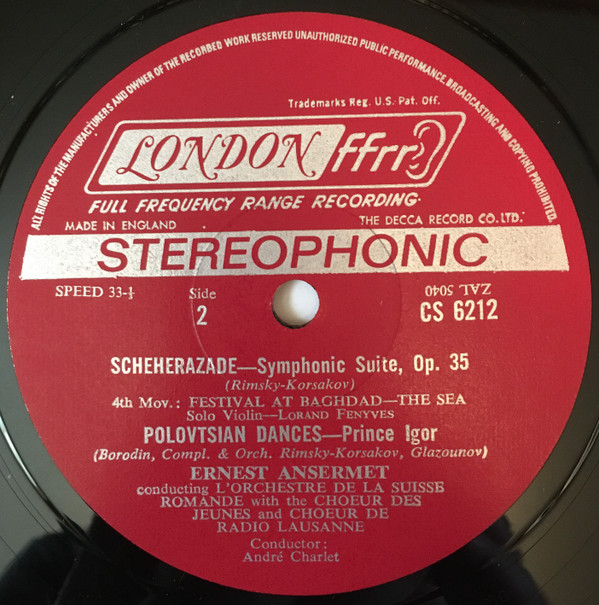 ALL RIGHTS OF THE MANUFACTURERS AND OWNER OF THE RECORDED WORK RESERVED UNAUTHORIZED PUBLIC PERFORMANCE BROADCASTING AND COPYING PROHIBITED.
Trademarks Reg. U.S. Pat. Off.
LONDON ffrr
FULL FREQUENCY RANGE RECORDING
MADE IN ENGLAND THE DECCA RECORD CO. LTD.
STEREOPHONIC
SPEED 33-⅓ Side ZAL 5040
2 CS 6212
SCHEHERAZADE—Symphonic Suite, Op. 35
(Rimsky-Korsakov)
4th Mov.: FESTIVAL AT BAGHDAD—THE SEA
Solo Violin—LORAND FENYVES
POLOVTSIAN DANCES—Prince Igor
(Borodin, Compl. & Orch. Rimsky-Korsakov, Glazounov)
ERNEST ANSERMET
conducting L'ORCHESTRE DE LA SUISSE
ROMANDE with the CHOEUR DES
JEUNES and CHOEUR DE
RADIO LAUSANNE
Conductor:
André Charlet